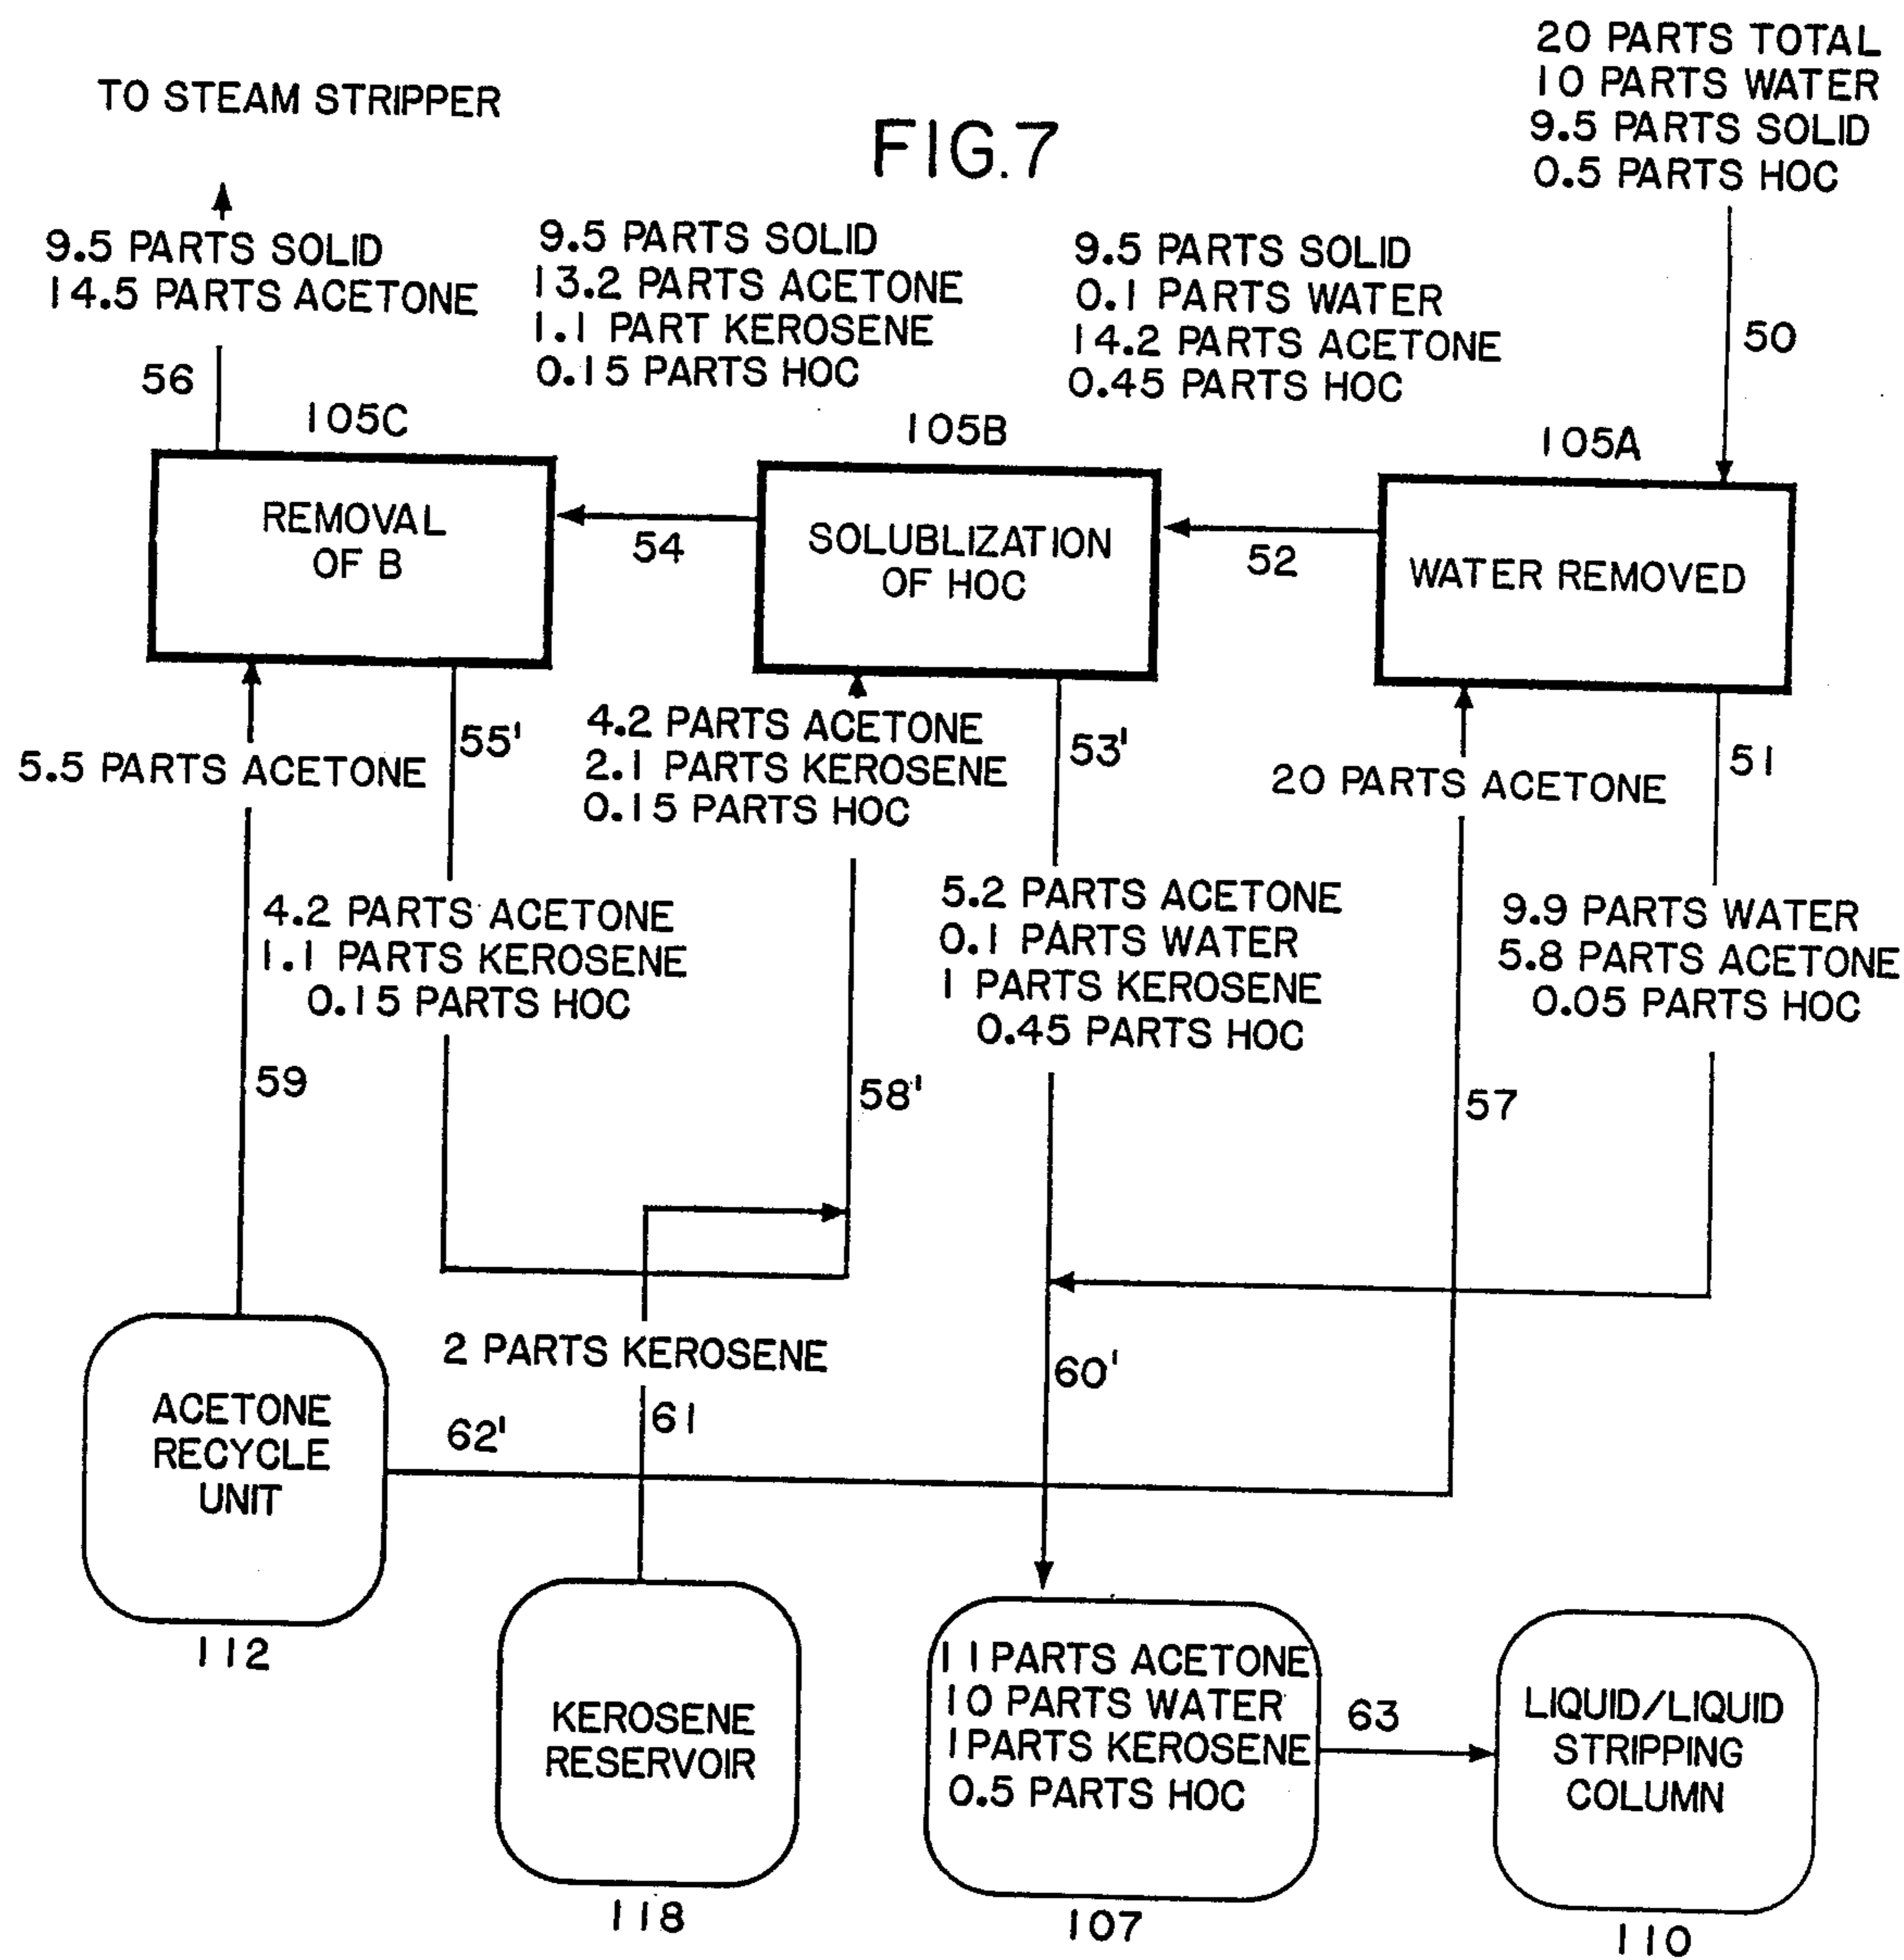 20 PARTS TOTAL
10 PARTS WATER
9.5 PARTS SOLID
0.5 PARTS HOC
TO STEAM STRIPPER
FIG.7
9.5 PARTS SOLID
14.5 PARTS ACETONE
9.5 PARTS SOLID
13.2 PARTS ACETONE
1.1 PART KEROSENE
0.15 PARTS HOC
9.5 PARTS SOLID
0.1 PARTS WATER
14.2 PARTS ACETONE
0.45 PARTS HOC
50
56
105C
105B
105A
REMOVAL
OF B
54
SOLUBLIZATION
OF HOC
52
WATER REMOVED
5.5 PARTS ACETONE
55'
4.2 PARTS ACETONE
2.1 PARTS KEROSENE
0.15 PARTS HOC
53'
20 PARTS ACETONE
51
4.2 PARTS ACETONE
1.1 PARTS KEROSENE
0.15 PARTS HOC
5.2 PARTS ACETONE
0.1 PARTS WATER
1 PARTS KEROSENE
0.45 PARTS HOC
9.9 PARTS WATER
5.8 PARTS ACETONE
0.05 PARTS HOC
59
58'
57
2 PARTS KEROSENE
60'
61
62'
ACETONE
RECYCLE
UNIT
112
KEROSENE
RESERVOIR
118
11 PARTS ACETONE
10 PARTS WATER
1 PARTS KEROSENE
0.5 PARTS HOC
107
63
LIQUID/LIQUID
STRIPPING
COLUMN
110